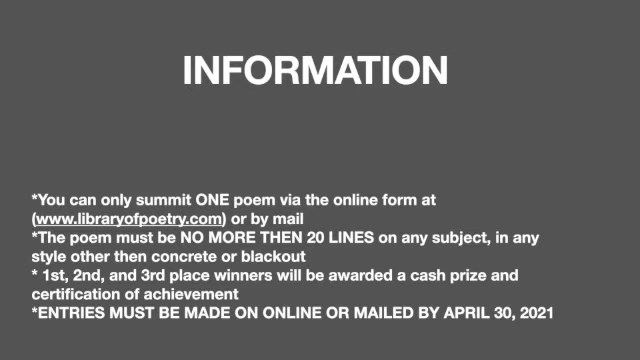 INFORMATION
*You can only summit ONE poem via the online form at
(www.libraryofpoetry.com) or by mail
*The poem must be NO MORE THEN 20 LINES on any subject, in any
style other then concrete or blackout
* 1st, 2nd, and 3rd place winners will be awarded a cash prize and
certification of achievement
*ENTRIES MUST BE MADE ON ONLINE OR MAILED BY APRIL 30, 2021